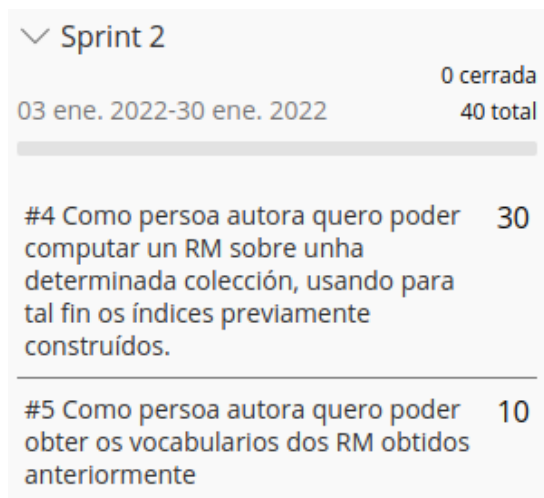 Sprint 2
0 cerrada
03 ene. 2022-30 ene. 2022
40 total
#4 Como persoa autora quero poder
30
computar un RM sobre unha
determinada colección, usando para
tal fin os índices previamente
construídos.
#5 Como persoa autora quero poder
10
obter os vocabularios dos RM obtidos
anteriormente